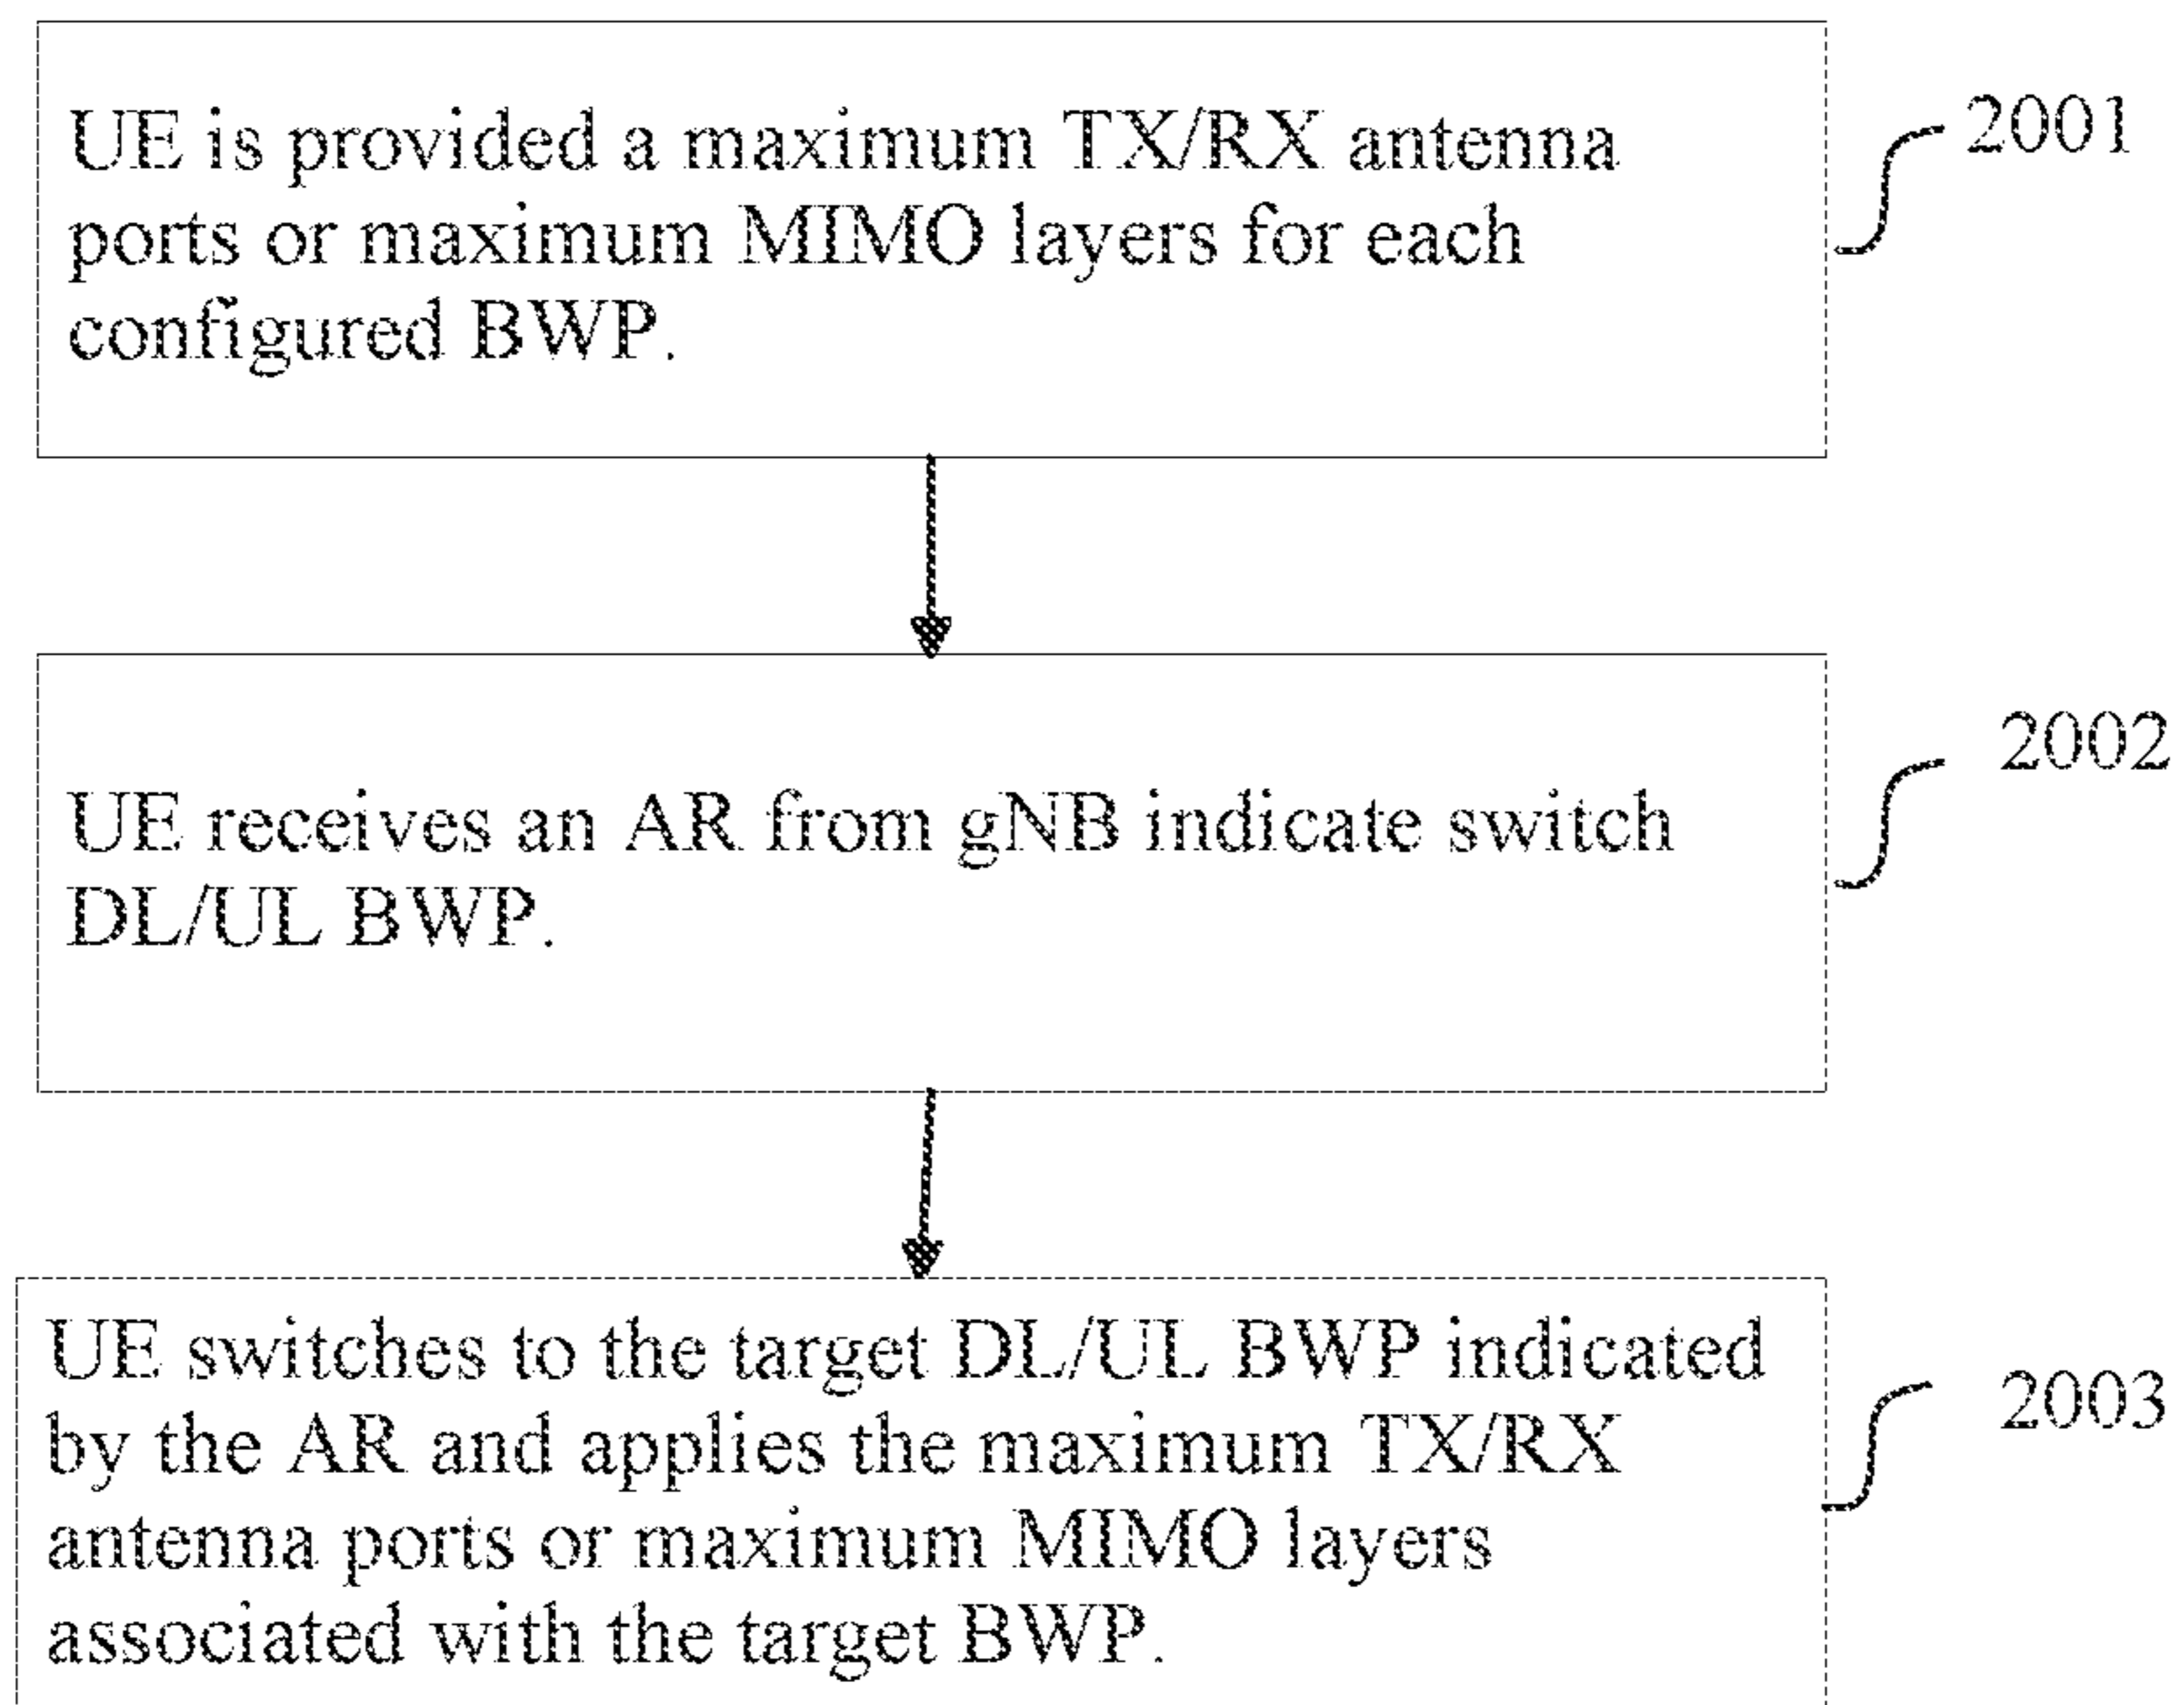 UE is provided a maximum TX/RX antenna
2001
ports or maximum MIMO layers for each
configured BWP.
2002
UE receives an AR from gNB indicate switch
DL/UL BWP.
UE switches to the target DL/UL BWP indicated
2003
by the AR and applies the maximum TX/RX
antenna ports or maximum MIMO layers
associated with the target BWP.